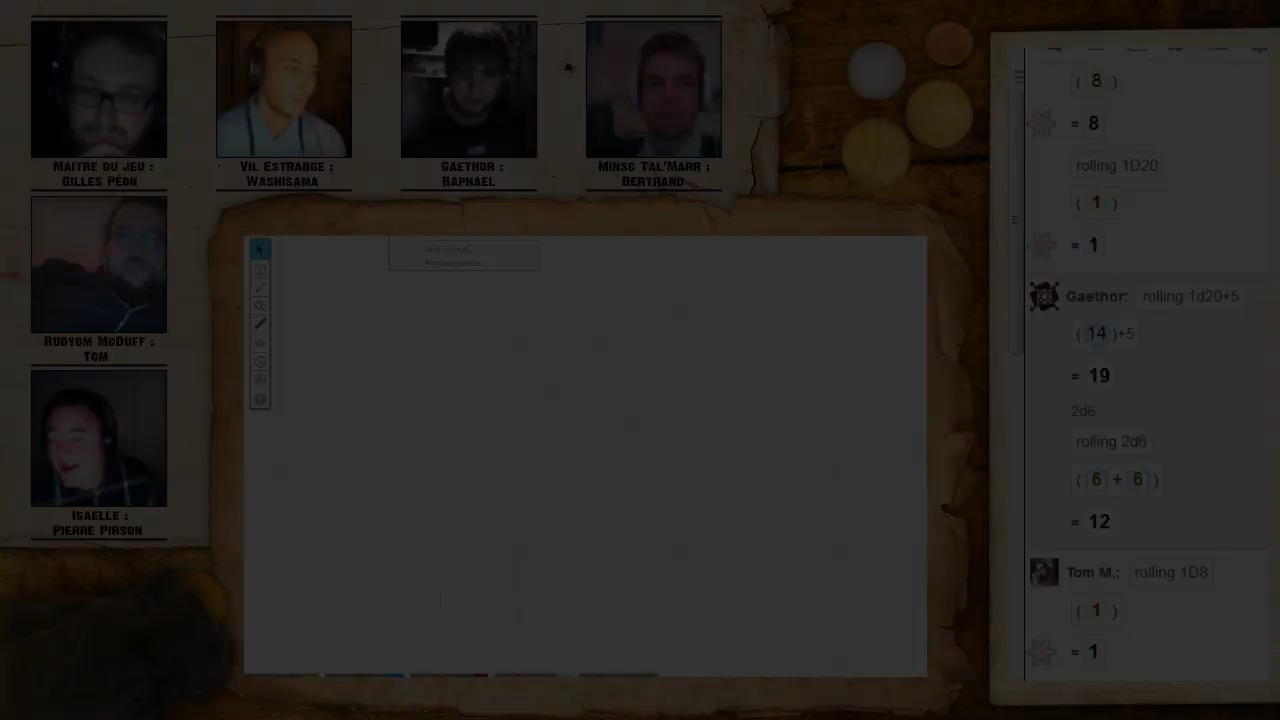 MAITRE DU JEU :
GILLES PÉON
VIL ESTRANGE :
WASHISAMA
GAETHOR :
RAPHAEL
MINSC TAL'MARR :
BERTRAND
RUDYOM MCDUFF :
TOM
ISAELLE :
PIERRE PIRSON
( 8 )
= 8
rolling 1D20
( 1 )
= 1
Gaethor: rolling 1d20+5
( 14 )+5
= 19
2d6
rolling 2d6
( 6 + 6 )
= 12
Tom M.: rolling 1D8
( 1 )
= 1